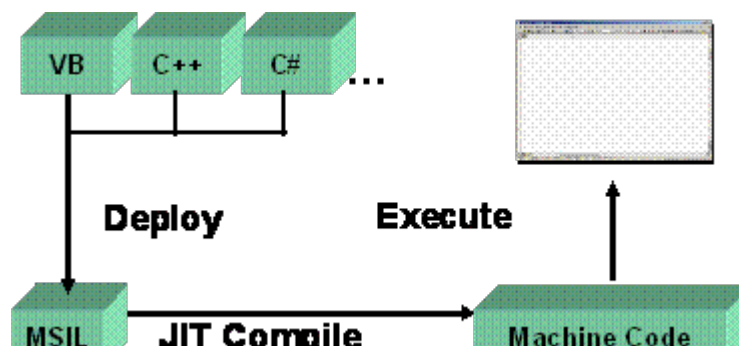 VB
C++
C#
...
Deploy
Execute
MSIL
JIT Compile
Machine Code